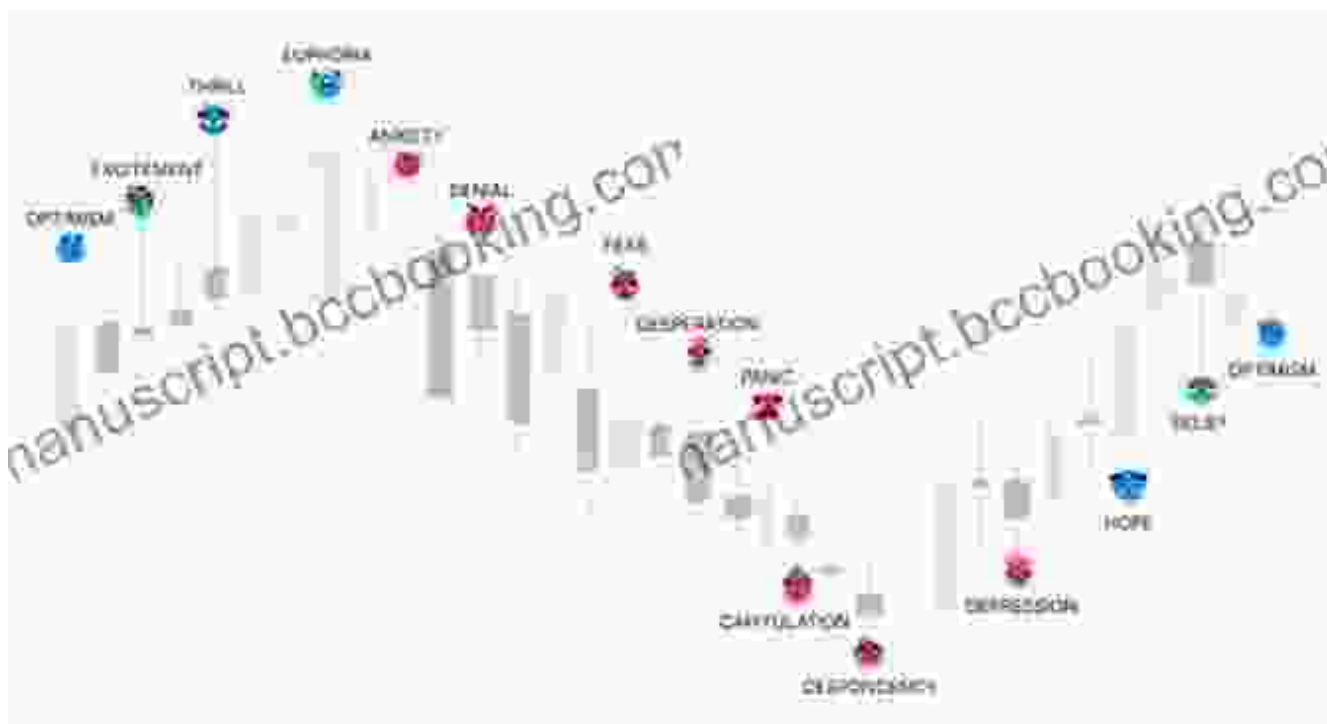 EUPHORIA
THRILL
ANXIETY
EXCITEMENT
DENIAL
OPTIMISM
FEAR
DESPERATION
PANIC
OPTIMISM
RELIEF
HOPE
DEPRESSION
CAPITULATION
DESPONDENCY
manuscript.bccbooking.com
manuscript.bccbooking.co